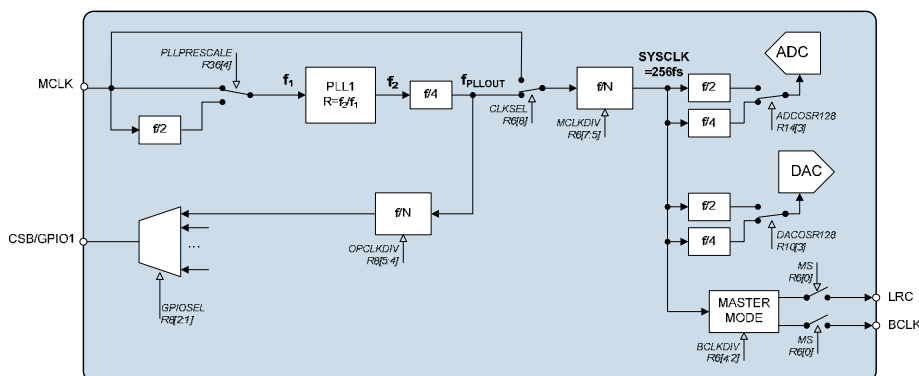 PLLPRESCALE
R36[4]
MCLK
f/2
f1
PLL1
R=f2/f1
f2
f/4
fPLLOUT
CLKSEL
R6[8]
f/N
MCLKDIV
R6[7:5]
SYSCLK
=256fs
f/2
f/4
ADC
ADCOSR128
R14[3]
f/2
f/4
DAC
DACOSR128
R10[3]
CSB/GPIO1
...
GPIOSEL
R8[2:1]
f/N
OPCLKDIV
R8[5:4]
MASTER
MODE
BCLKDIV
R6[4:2]
MS
R6[0]
LRC
BCLK
MS
R6[0]